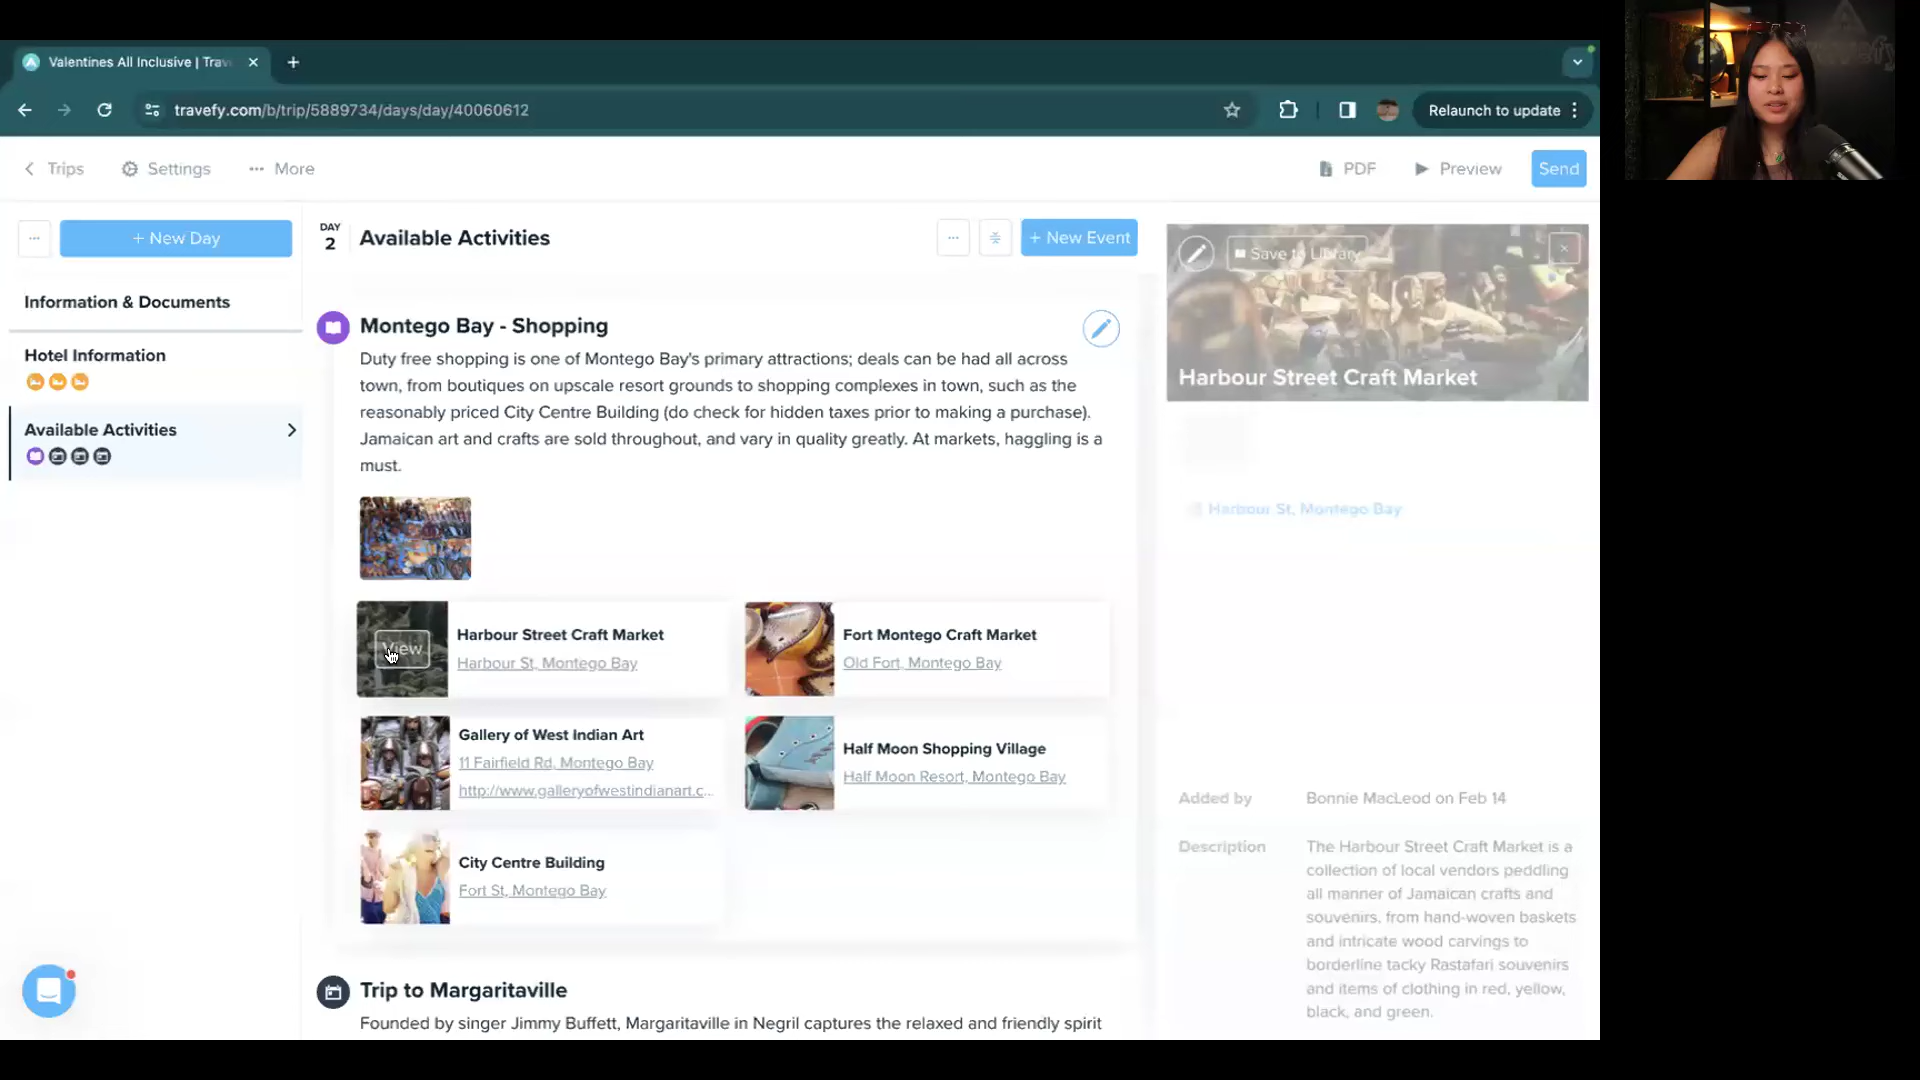 Valentines All Inclusive | Trav
travefy.com/b/trip/5889734/days/day/40060612
Relaunch to update
Trips
Settings
More
PDF
Preview
Send
+ New Day
Information & Documents
Hotel Information
Available Activities
DAY
2
Available Activities
+ New Event
Montego Bay - Shopping
Duty free shopping is one of Montego Bay's primary attractions; deals can be had all across
town, from boutiques on upscale resort grounds to shopping complexes in town, such as the
reasonably priced City Centre Building (do check for hidden taxes prior to making a purchase).
Jamaican art and crafts are sold throughout, and vary in quality greatly. At markets, haggling is a
must.
View
Harbour Street Craft Market
Harbour St, Montego Bay
Fort Montego Craft Market
Old Fort, Montego Bay
Gallery of West Indian Art
11 Fairfield Rd, Montego Bay
http://www.galleryofwestindianart.c...
Half Moon Shopping Village
Half Moon Resort, Montego Bay
City Centre Building
Fort St, Montego Bay
Trip to Margaritaville
Founded by singer Jimmy Buffett, Margaritaville in Negril captures the relaxed and friendly spirit
Save to Library
Harbour Street Craft Market
Harbour St, Montego Bay
Added by
Bonnie MacLeod on Feb 14
Description
The Harbour Street Craft Market is a
collection of local vendors peddling
all manner of Jamaican crafts and
souvenirs, from hand-woven baskets
and intricate wood carvings to
borderline tacky Rastafari souvenirs
and items of clothing in red, yellow,
black, and green.